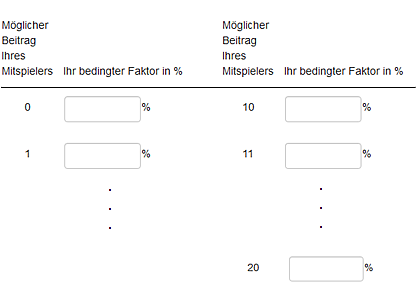 Möglicher
Beitrag
Ihres
Mitspielers Ihr bedingter Faktor in %
Möglicher
Beitrag
Ihres
Mitspielers Ihr bedingter Faktor in %
0 %
10 %
1 %
11 %
20 %